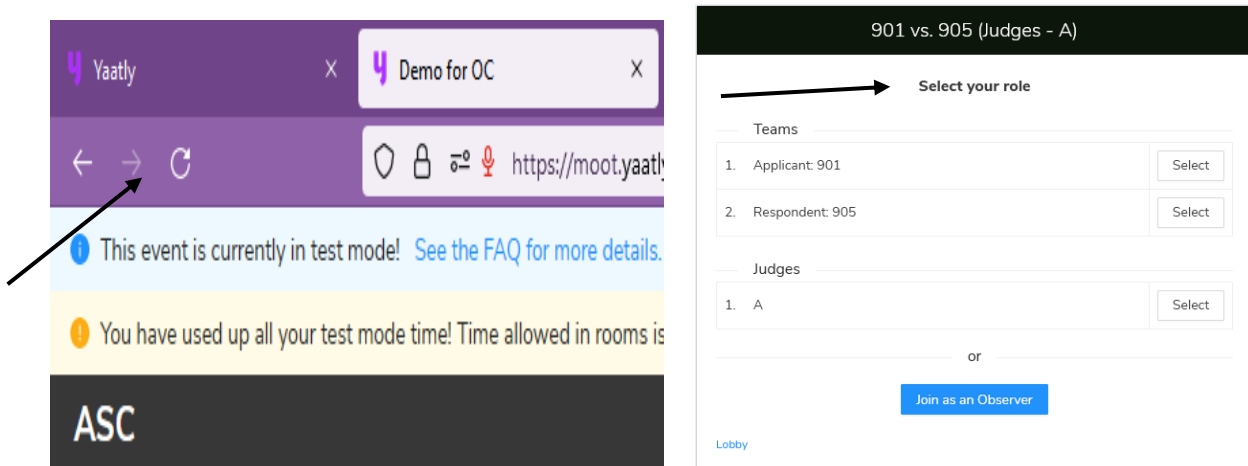 Yaatly
Demo for OC
https://moot.yaatly
This event is currently in test mode! See the FAQ for more details.
You have used up all your test mode time! Time allowed in rooms is
ASC
901 vs. 905 (Judges - A)
Select your role
Teams
1. Applicant: 901 Select
2. Respondent: 905 Select
Judges
1. A Select
or
Join as an Observer
Lobby